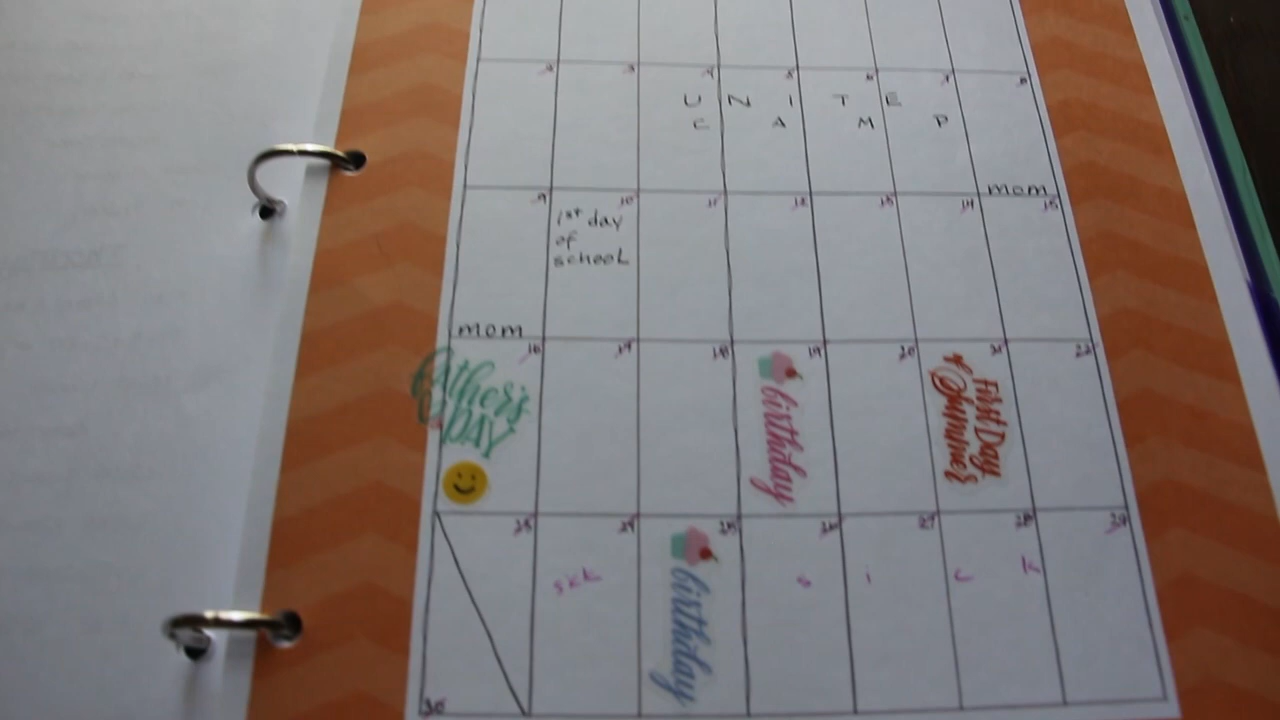 2 3 4 5 6 7 8
U N I T E
C A M P
mom
9 10 11 12 13 14 15
1st day
of
school
mom
16 17 18 19 20 21 22
Father's
DAY
birthday
First Day
of Summer
23 24 25 26 27 28 29
birthday
s i c k
30